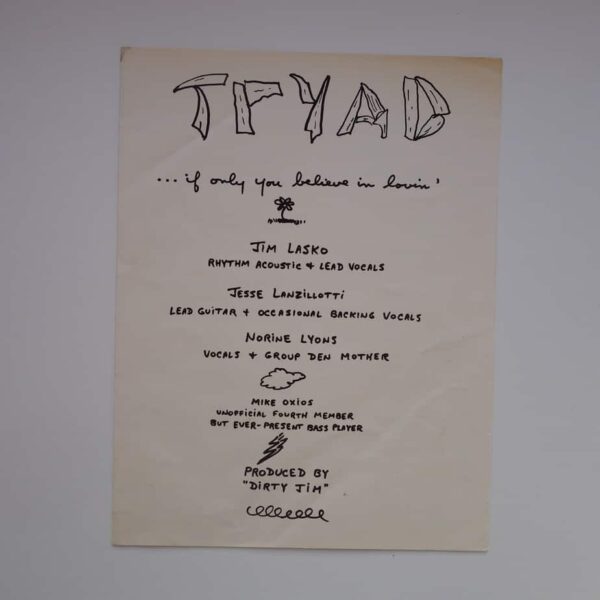 TRYAD
... if only you believe in lovin'
JIM LASKO
RHYTHM ACOUSTIC + LEAD VOCALS
JESSE LANZILLOTTI
LEAD GUITAR + OCCASIONAL BACKING VOCALS
NORINE LYONS
VOCALS + GROUP DEN MOTHER
MIKE OXIOS
UNOFFICIAL FOURTH MEMBER
BUT EVER-PRESENT BASS PLAYER
PRODUCED BY
"DIRTY JIM"